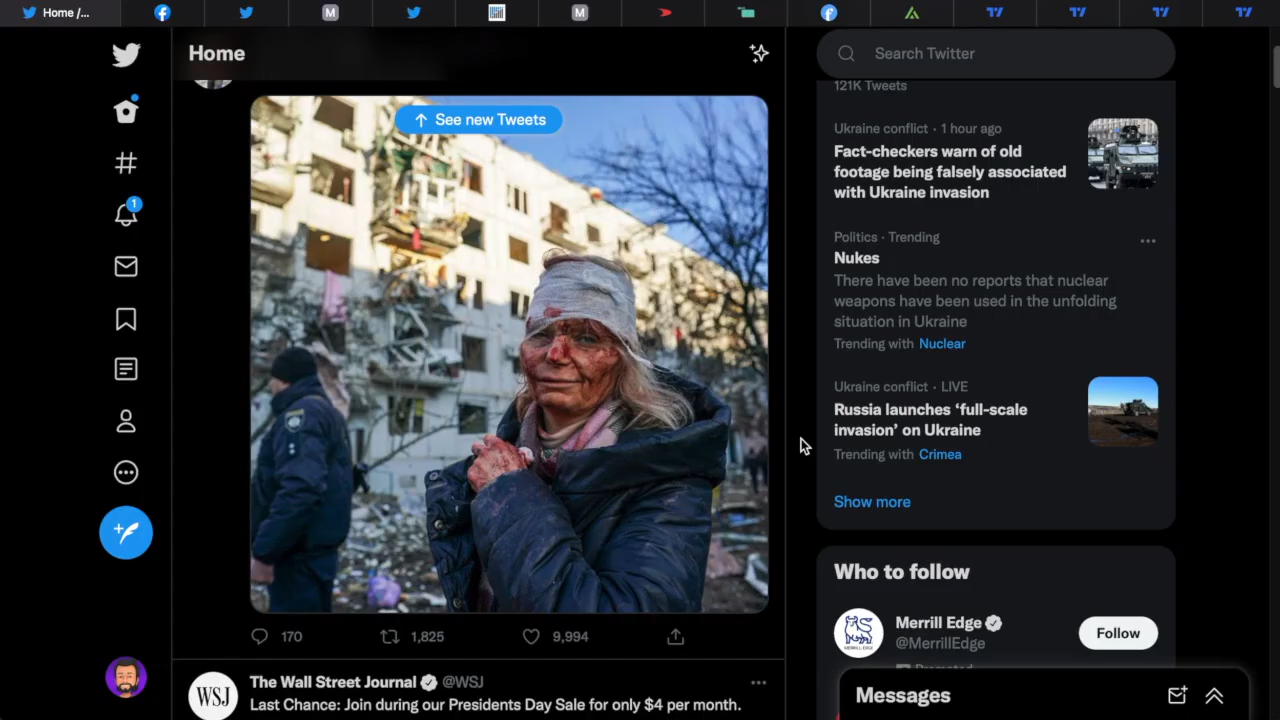 Home /...
Home
Search Twitter
See new Tweets
1
121K Tweets
Ukraine conflict · 1 hour ago
Fact-checkers warn of old
footage being falsely associated
with Ukraine invasion
Politics · Trending
Nukes
There have been no reports that nuclear
weapons have been used in the unfolding
situation in Ukraine
Trending with Nuclear
Ukraine conflict · LIVE
Russia launches ‘full-scale
invasion’ on Ukraine
Trending with Crimea
Show more
170
1,825
9,994
Who to follow
Merrill Edge
@MerrillEdge
Follow
Promoted
WSJ
The Wall Street Journal @WSJ
Last Chance: Join during our Presidents Day Sale for only $4 per month.
Messages